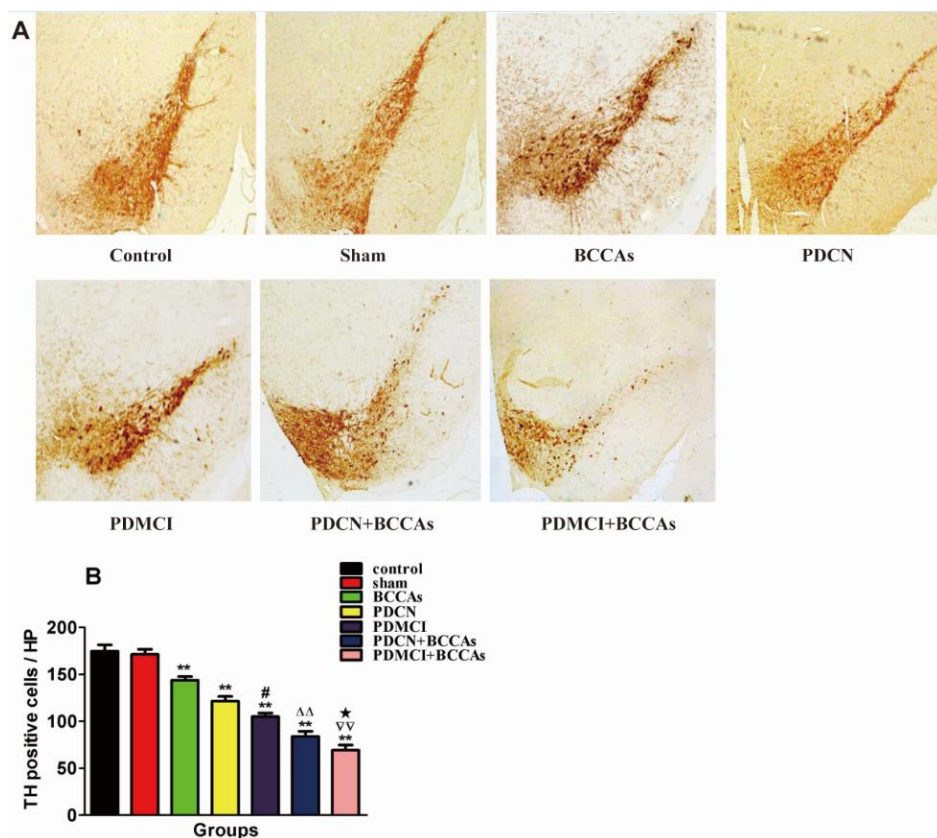 A
Control Sham BCCAs PDCN
PDMCI PDCN+BCCAs PDMCI+BCCAs
B
control
sham
BCCAs
PDCN
PDMCI
PDCN+BCCAs
PDMCI+BCCAs
TH positive cells / HP
200
150
100
50
0
**
**
#
**
ΔΔ
**
★
∇∇
**
Groups